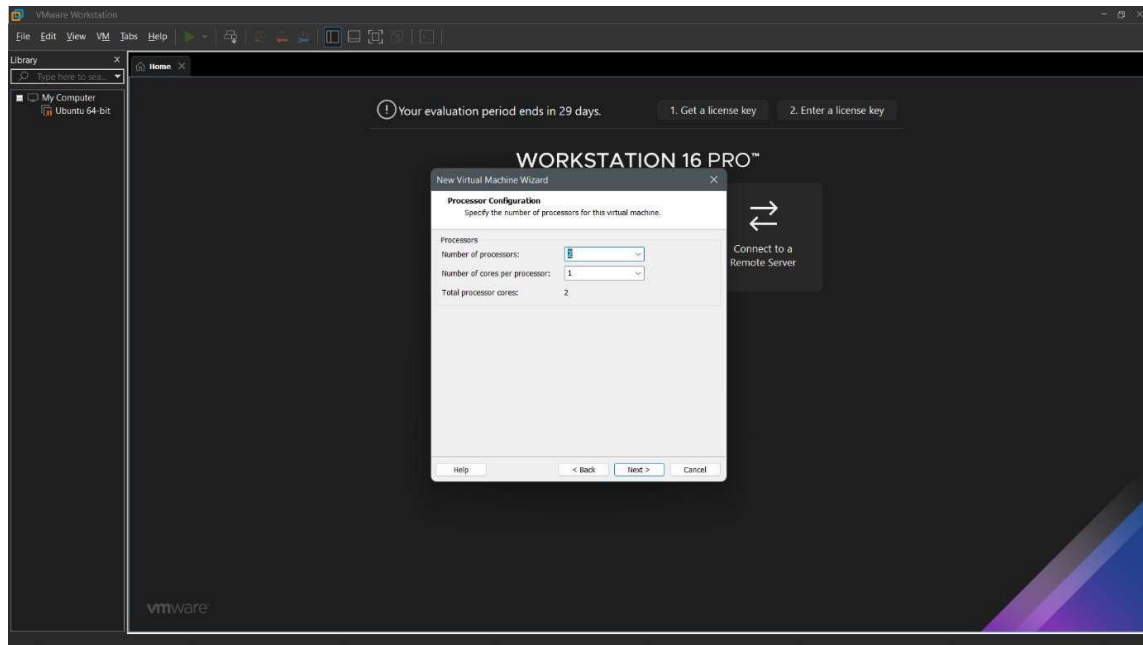 VMware Workstation
File Edit View VM Tabs Help
Library X
Type here to sea...
Home
My Computer
Ubuntu 64-bit
Your evaluation period ends in 29 days.
1. Get a license key
2. Enter a license key
WORKSTATION 16 PRO™
New Virtual Machine Wizard
Processor Configuration
Specify the number of processors for this virtual machine.
Processors
Number of processors: 2
Number of cores per processor: 1
Total processor cores: 2
Help < Back Next > Cancel
Connect to a
Remote Server
vmware